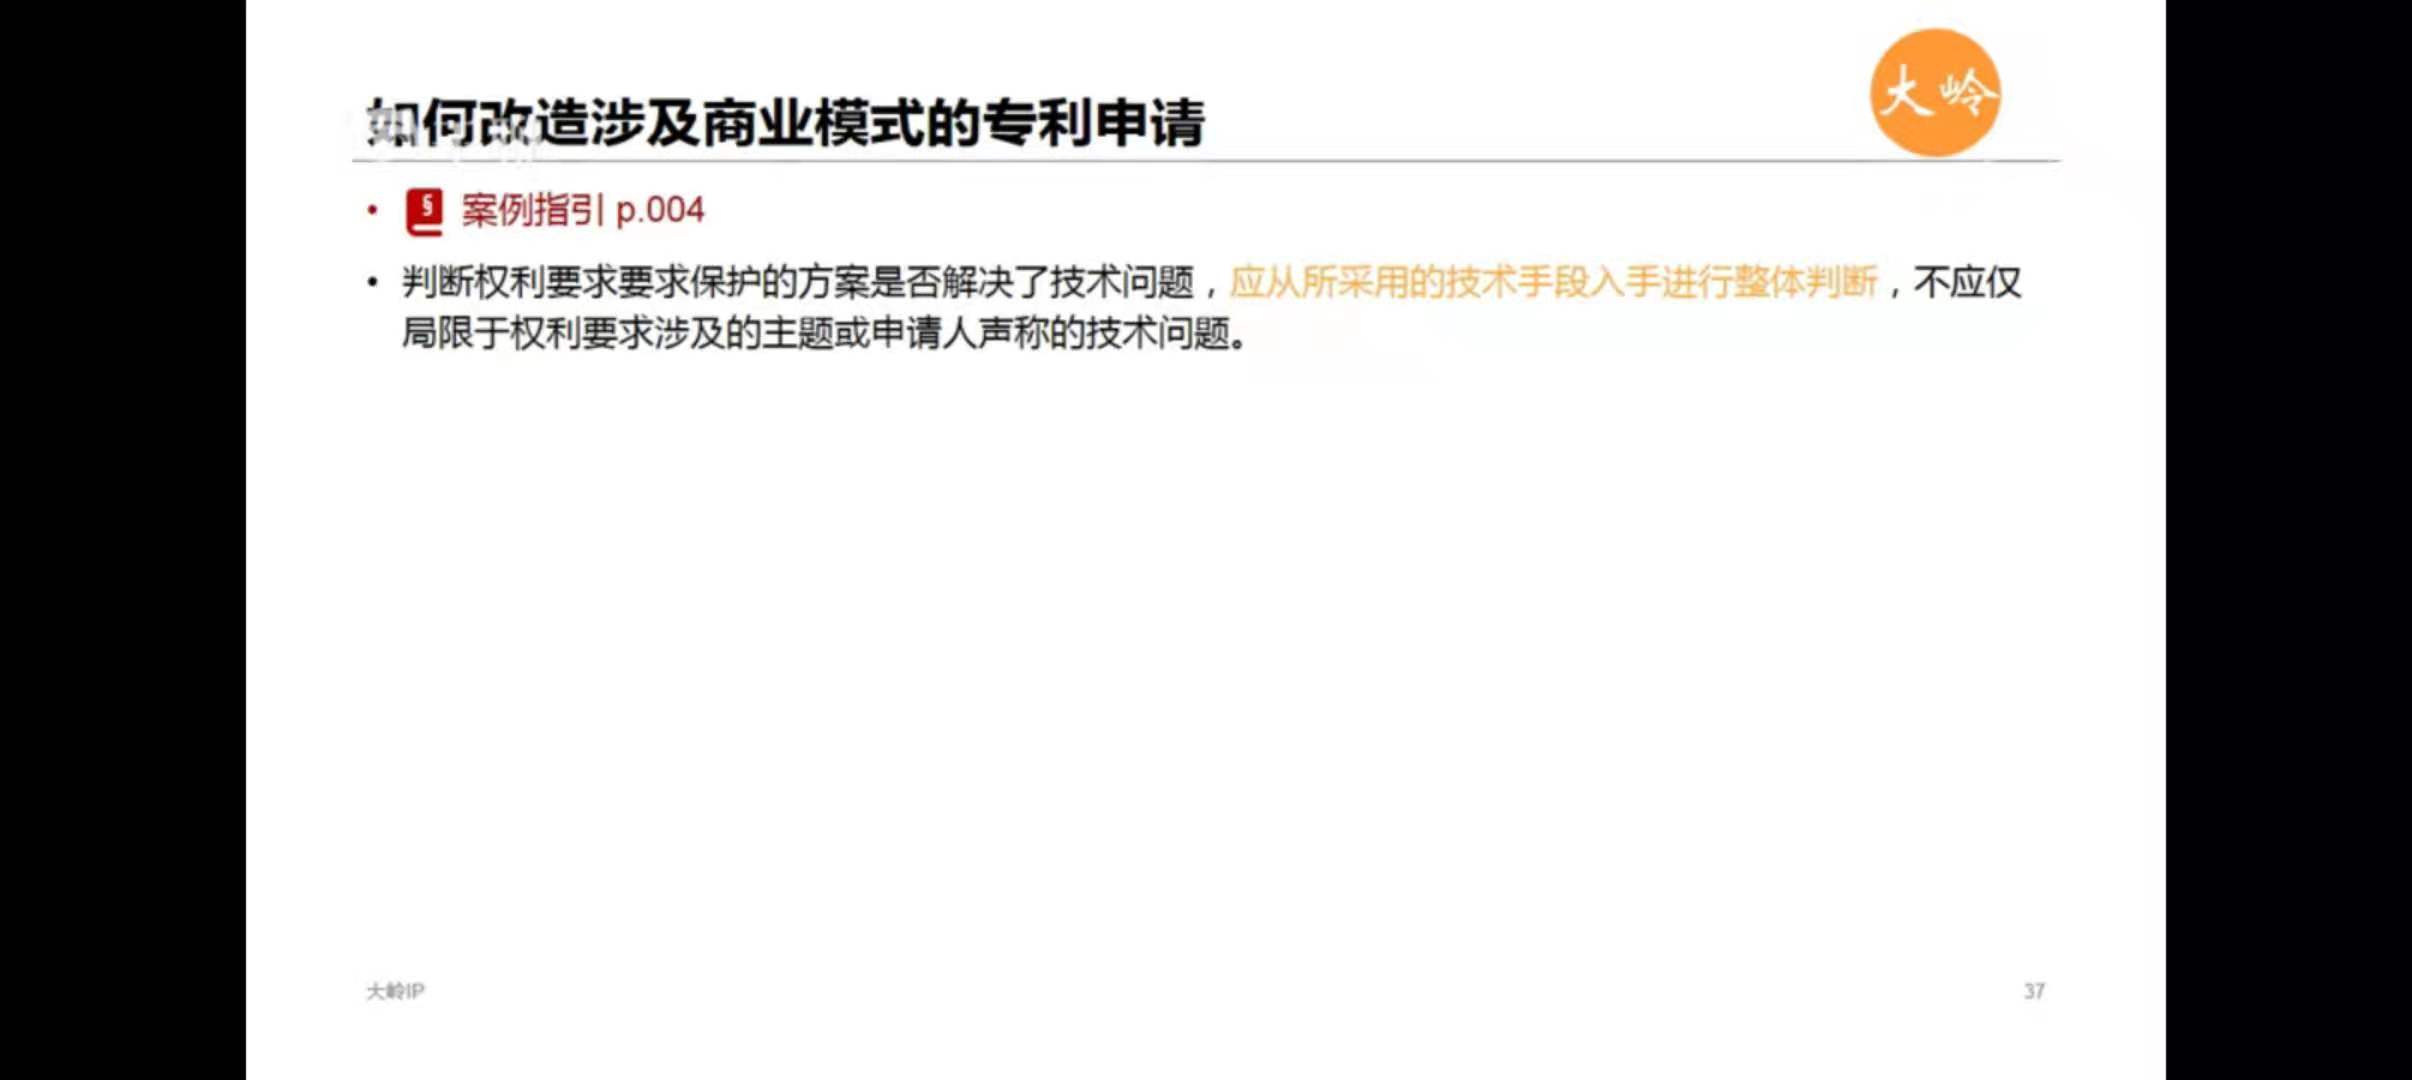 如何改造涉及商业模式的专利申请
大岭
• § 案例指引 p.004
• 判断权利要求要求保护的方案是否解决了技术问题，应从所采用的技术手段入手进行整体判断，不应仅
局限于权利要求涉及的主题或申请人声称的技术问题。
大岭IP
37